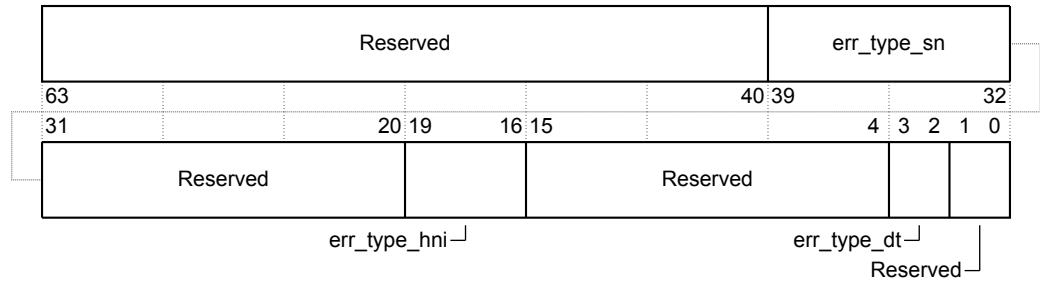 Reserved err_type_sn
63 40 39 32
31 20 19 16 15 4 3 2 1 0
Reserved Reserved
err_type_hni err_type_dt
Reserved